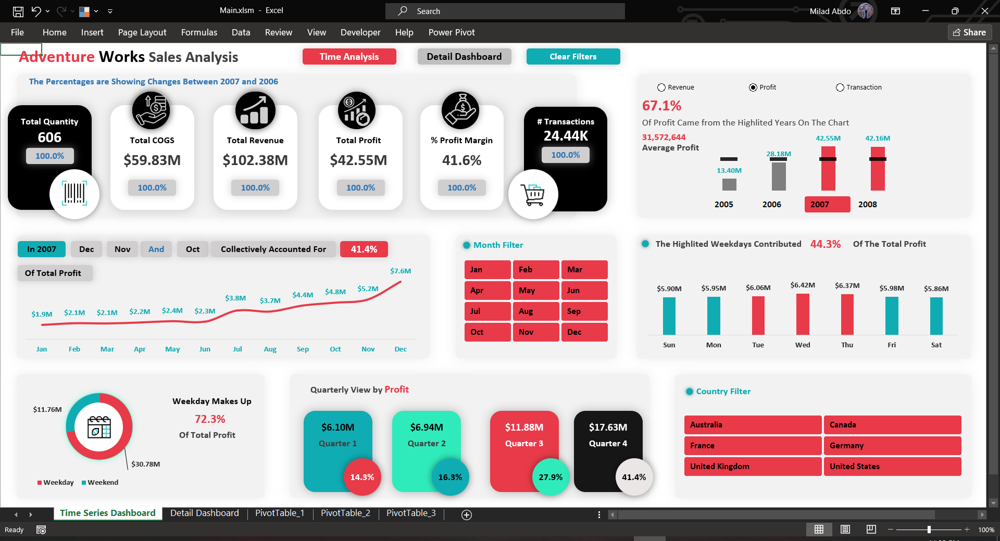 Main.xlsm - Excel
Search
Milad Abdo
File Home Insert Page Layout Formulas Data Review View Developer Help Power Pivot
Share
Adventure Works Sales Analysis
Time Analysis
Detail Dashboard
Clear Filters
The Percentages are Showing Changes Between 2007 and 2006
Total Quantity
606
100.0%
Total COGS
$59.83M
100.0%
Total Revenue
$102.38M
100.0%
Total Profit
$42.55M
100.0%
% Profit Margin
41.6%
100.0%
# Transactions
24.44K
100.0%
Revenue Profit Transaction
67.1%
Of Profit Came from the Highlited Years On The Chart
31,572,644
Average Profit
13.40M 28.18M 42.55M 42.16M
2005 2006 2007 2008
In 2007 Dec Nov And Oct Collectively Accounted For 41.4%
Of Total Profit
$1.9M $2.1M $2.1M $2.2M $2.4M $2.3M $3.8M $3.7M $4.4M $4.8M $5.2M $7.6M
Jan Feb Mar Apr May Jun Jul Aug Sep Oct Nov Dec
Month Filter
Jan Feb Mar
Apr May Jun
Jul Aug Sep
Oct Nov Dec
The Highlited Weekdays Contributed 44.3% Of The Total Profit
$5.90M $5.95M $6.06M $6.42M $6.37M $5.98M $5.86M
Sun Mon Tue Wed Thu Fri Sat
$11.76M
$30.78M
Weekday Weekend
Weekday Makes Up
72.3%
Of Total Profit
Quarterly View by Profit
$6.10M
Quarter 1
14.3%
$6.94M
Quarter 2
16.3%
$11.88M
Quarter 3
27.9%
$17.63M
Quarter 4
41.4%
Country Filter
Australia Canada
France Germany
United Kingdom United States
Time Series Dashboard Detail Dashboard PivotTable_1 PivotTable_2 PivotTable_3
Ready
100%